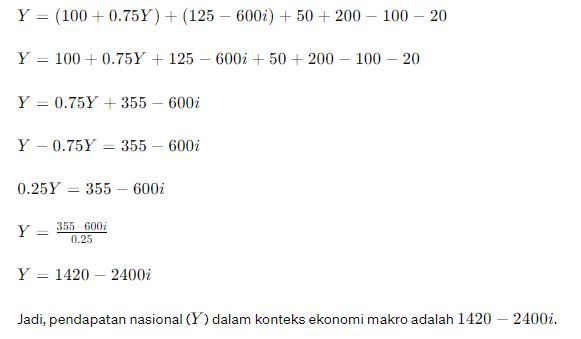 Y = (100 + 0.75Y) + (125 − 600i) + 50 + 200 − 100 − 20
Y = 100 + 0.75Y + 125 − 600i + 50 + 200 − 100 − 20
Y = 0.75Y + 355 − 600i
Y − 0.75Y = 355 − 600i
0.25Y = 355 − 600i
Y = \frac{355−600i}{0.25}
Y = 1420 − 2400i
Jadi, pendapatan nasional (Y) dalam konteks ekonomi makro adalah 1420 − 2400i.